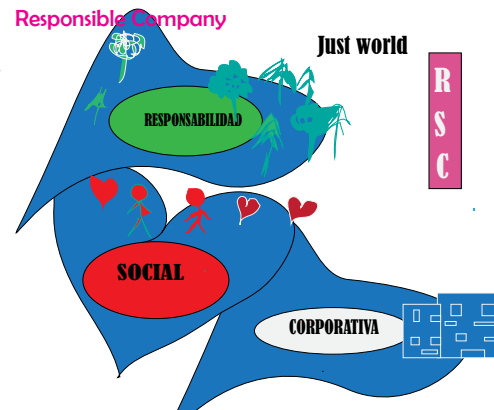 Responsible Company
Just world
R
S
C
RESPONSABILIDAD
SOCIAL
CORPORATIVA